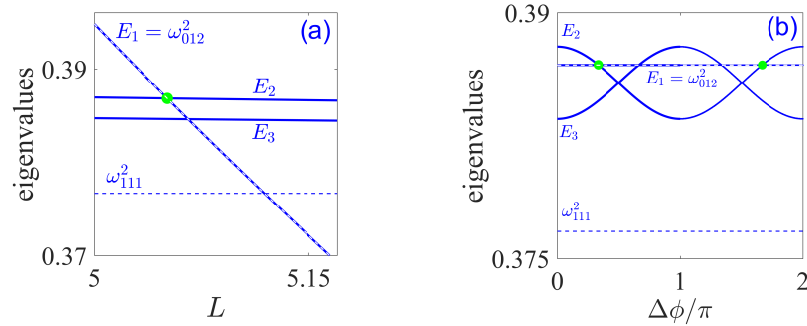 (a)
E₁ = ω²₀₁₂
0.39
E₂
E₃
eigenvalues
ω²₁₁₁
0.37
5
5.15
L
0.39
(b)
E₂
E₁ = ω²₀₁₂
eigenvalues
E₃
ω²₁₁₁
0.375
0
1
2
Δϕ/π